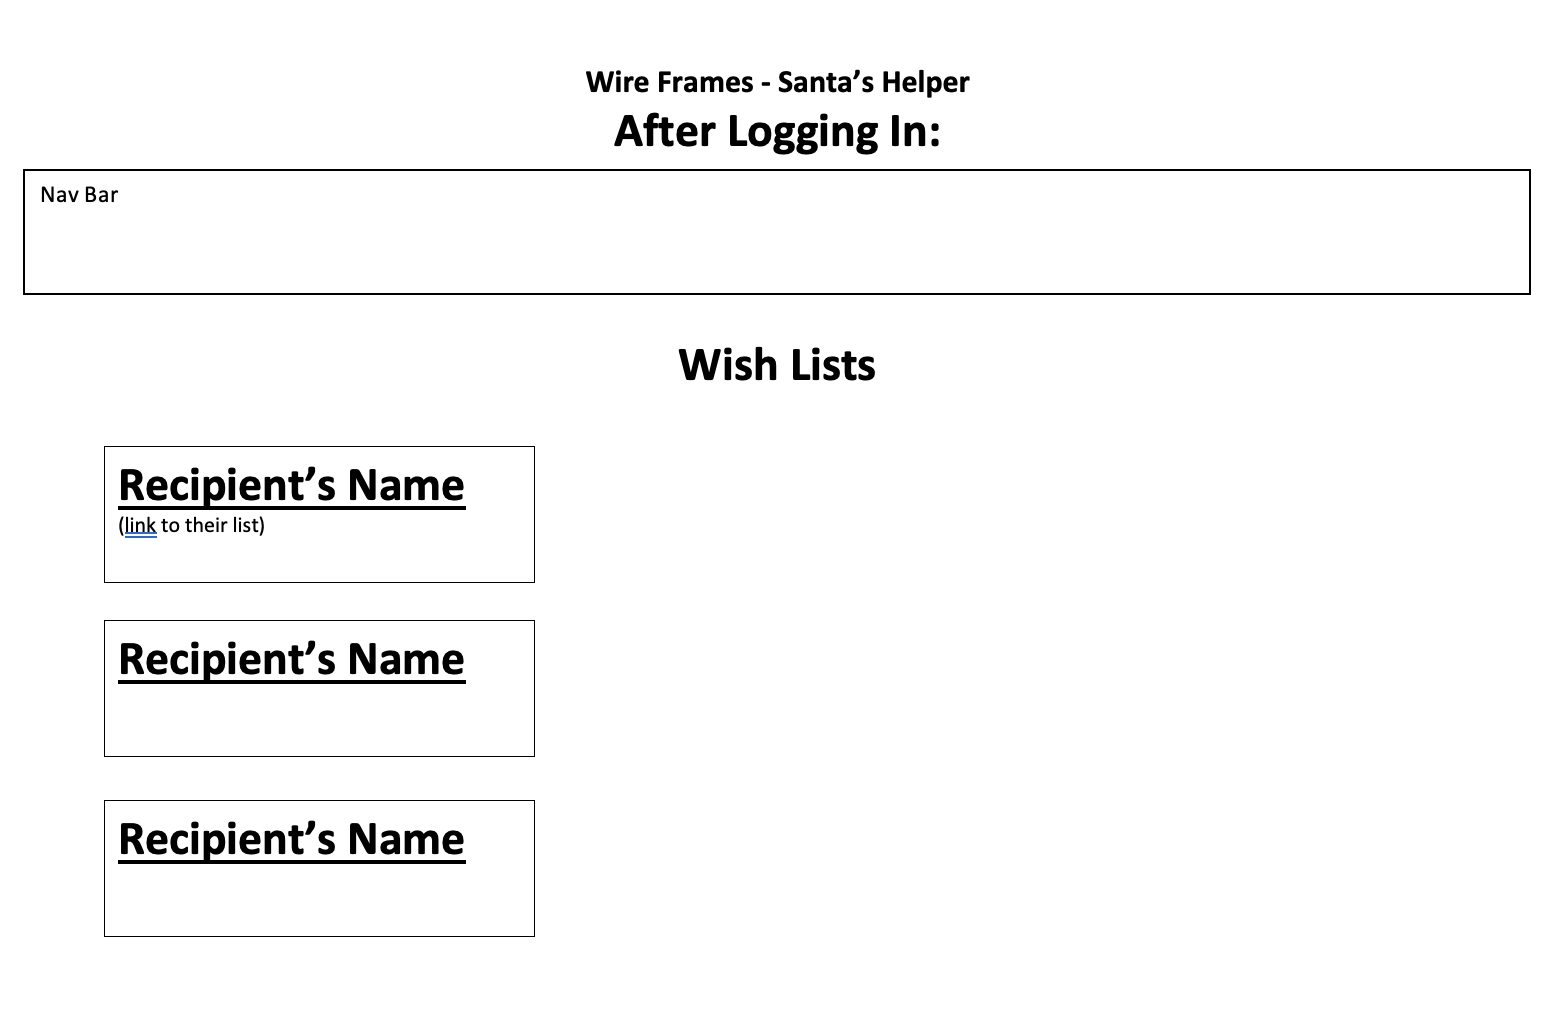 Wire Frames - Santa’s Helper
After Logging In:
Nav Bar
Wish Lists
Recipient’s Name
(link to their list)
Recipient’s Name
Recipient’s Name